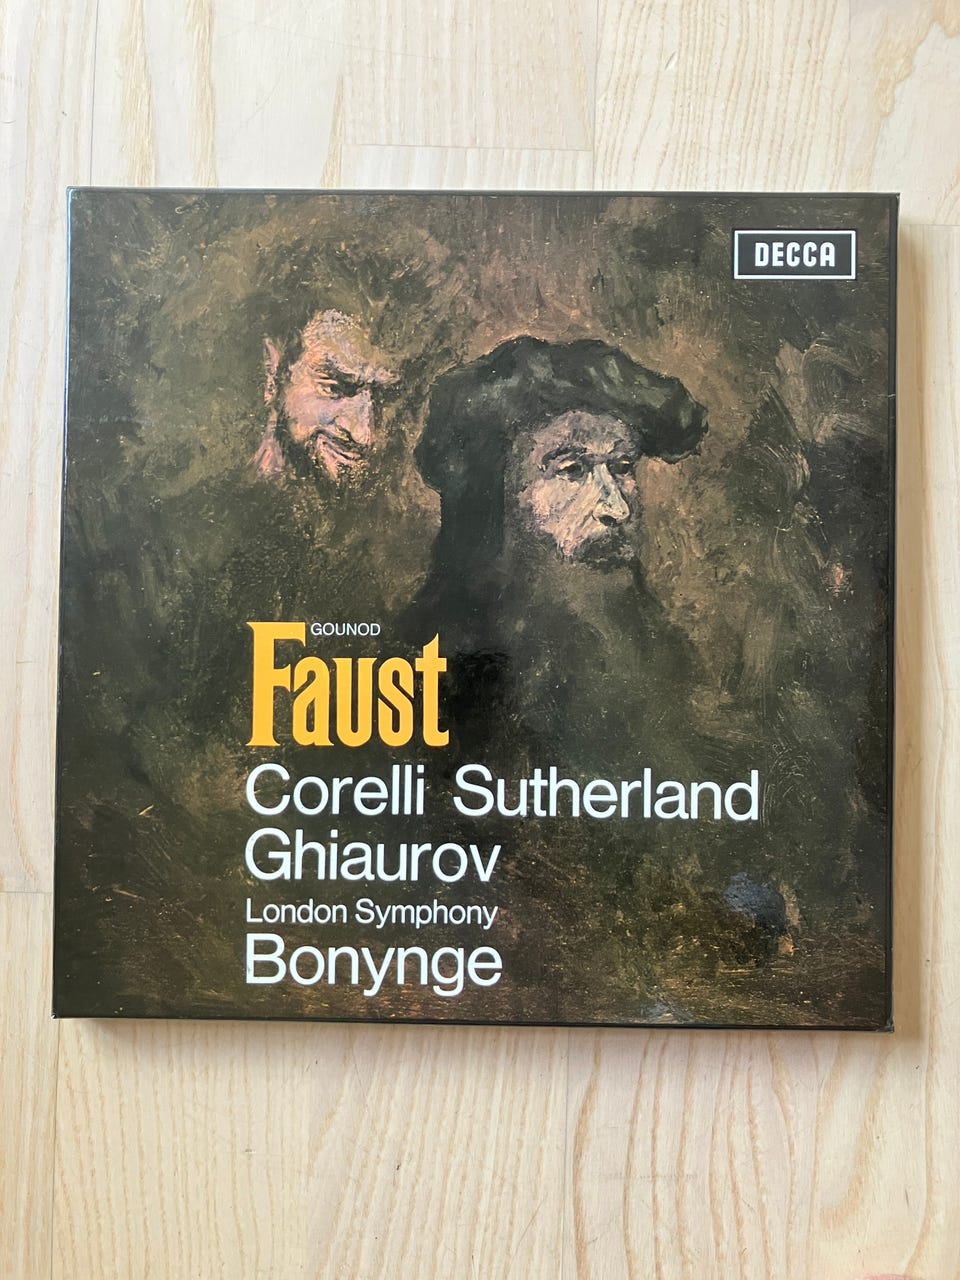 DECCA
GOUNOD
Faust
Corelli Sutherland
Ghiaurov
London Symphony
Bonynge